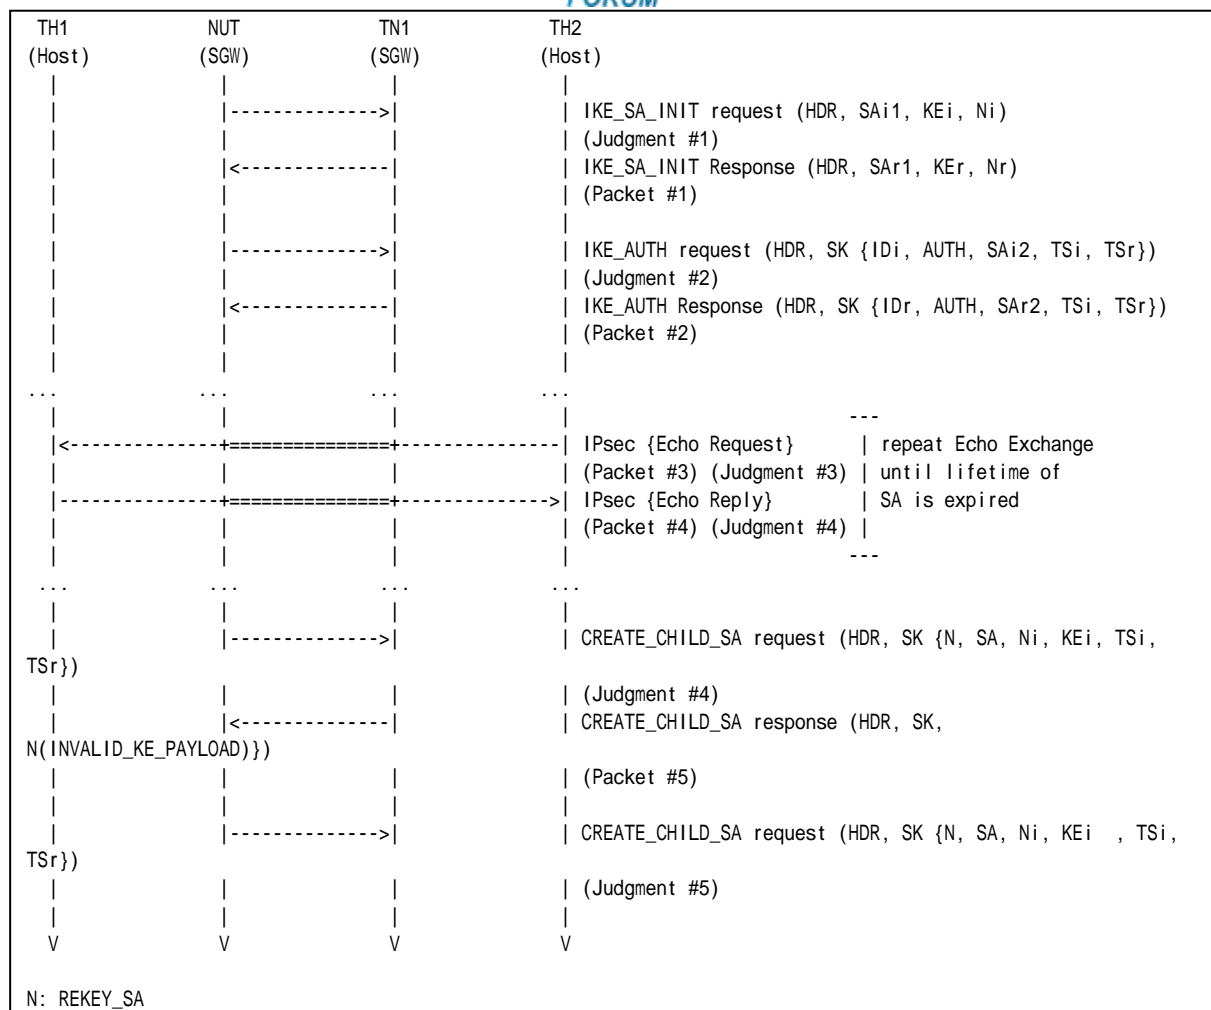 FORUM
TH1 NUT TN1 TH2
(Host) (SGW) (SGW) (Host)
| | | |
| |-------------->| | IKE_SA_INIT request (HDR, SAi1, KEi, Ni)
| | | | (Judgment #1)
| |<--------------| | IKE_SA_INIT Response (HDR, SAr1, KEr, Nr)
| | | | (Packet #1)
| | | |
| |-------------->| | IKE_AUTH request (HDR, SK {IDi, AUTH, SAi2, TSi, TSr})
| | | | (Judgment #2)
| |<--------------| | IKE_AUTH Response (HDR, SK {IDr, AUTH, SAr2, TSi, TSr})
| | | | (Packet #2)
| | | |
... ... ... ...
| | | | ---
|<--------------+===============+---------------| IPsec {Echo Request} | repeat Echo Exchange
| | | | (Packet #3) (Judgment #3) | until lifetime of
|---------------+===============+-------------->| IPsec {Echo Reply} | SA is expired
| | | | (Packet #4) (Judgment #4) |
| | | | ---
... ... ... ...
| | | |
| |-------------->| | CREATE_CHILD_SA request (HDR, SK {N, SA, Ni, KEi, TSi,
TSr})
| | | | (Judgment #4)
| |<--------------| | CREATE_CHILD_SA response (HDR, SK,
N(INVALID_KE_PAYLOAD)})
| | | | (Packet #5)
| | | |
| |-------------->| | CREATE_CHILD_SA request (HDR, SK {N, SA, Ni, KEi , TSi,
TSr})
| | | | (Judgment #5)
| | | |
V V V V
N: REKEY_SA